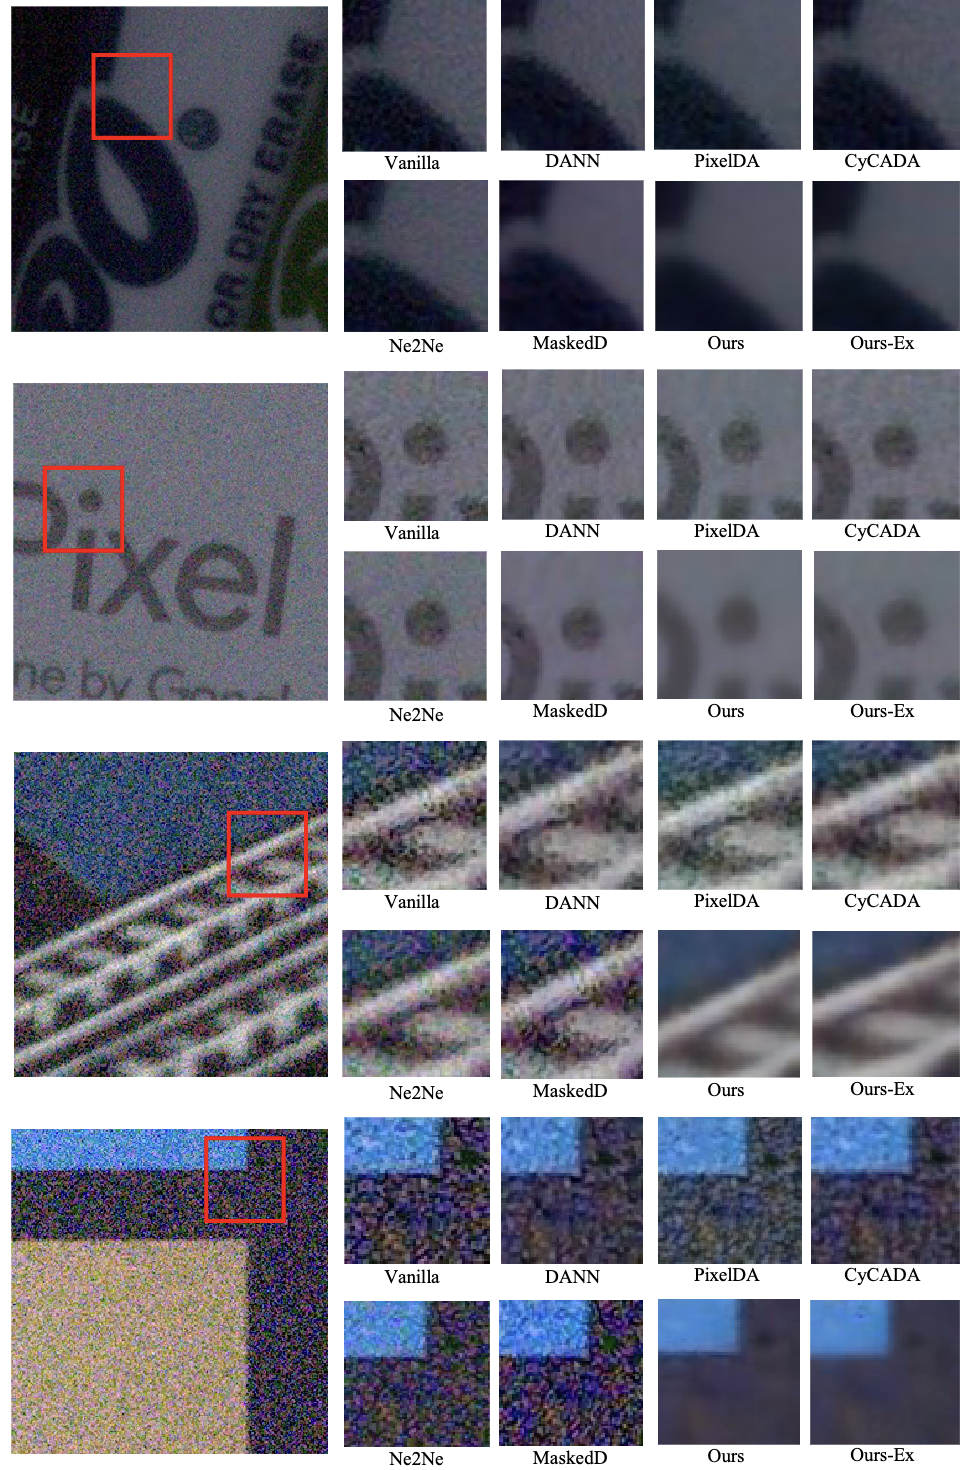 OR DRY ERASE
Vanilla DANN PixelDA CyCADA
Ne2Ne MaskedD Ours Ours-Ex
Pixel
ne by Googl
Vanilla DANN PixelDA CyCADA
Ne2Ne MaskedD Ours Ours-Ex
Vanilla DANN PixelDA CyCADA
Ne2Ne MaskedD Ours Ours-Ex
Vanilla DANN PixelDA CyCADA
Ne2Ne MaskedD Ours Ours-Ex